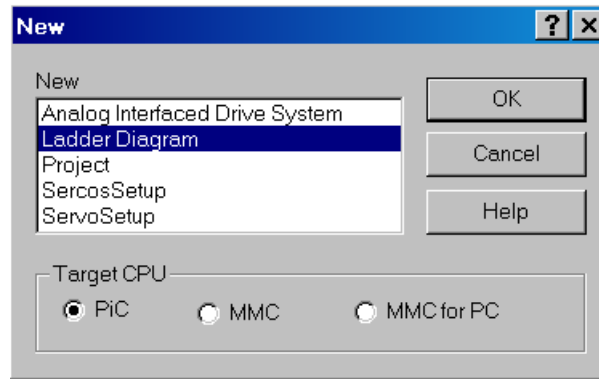 New
New
Analog Interfaced Drive System
Ladder Diagram
Project
SercosSetup
ServoSetup
OK
Cancel
Help
Target CPU
PiC
MMC
MMC for PC